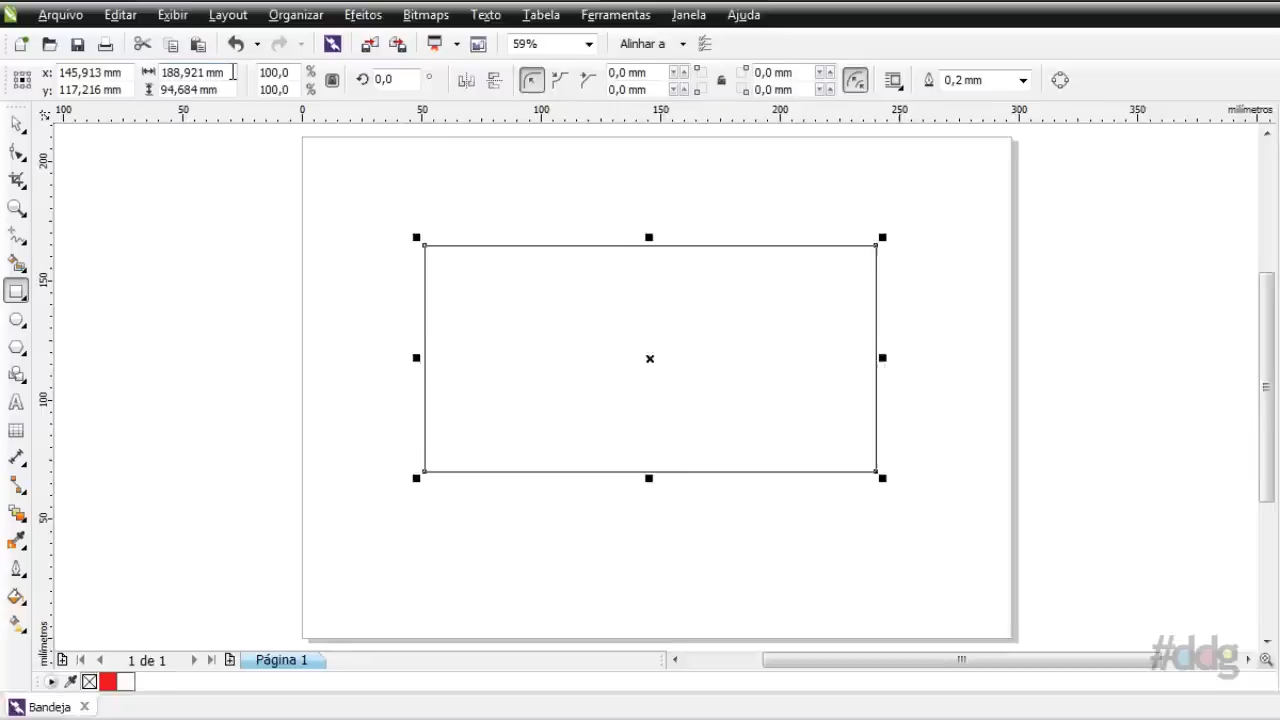 Arquivo Editar Exibir Layout Organizar Efeitos Bitmaps Texto Tabela Ferramentas Janela Ajuda
59% Alinhar a
x: 145,913 mm 188,921 mm 100,0 % 0,0 ° 0,0 mm 0,0 mm 0,2 mm
y: 117,216 mm 94,684 mm 100,0 % 0,0 mm 0,0 mm
100 50 0 50 100 150 200 250 300 350 milímetros
200
150
100
50
milímetros
1 de 1 Página 1
#ddg
Bandeja